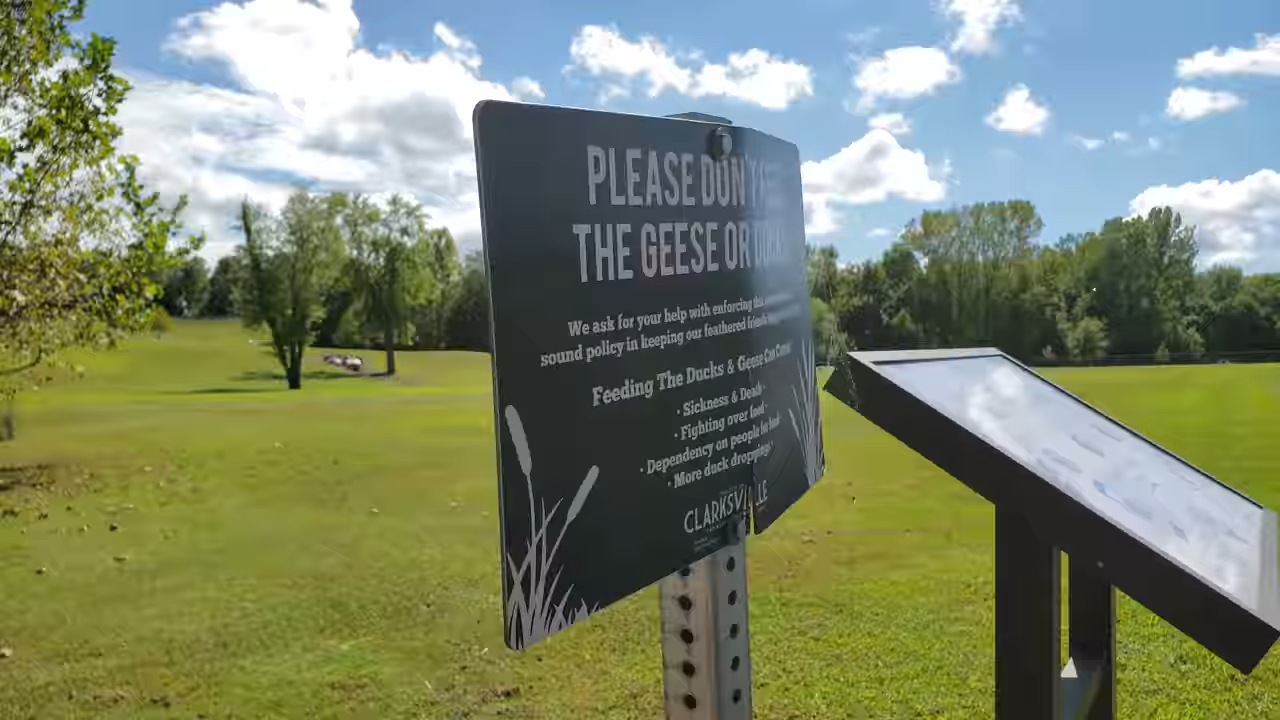 PLEASE DON'T
THE GEESE OR DUCKS
We ask for your help with enforcing this
sound policy in keeping our feathered friends
Feeding The Ducks & Geese Can Cause
· Sickness & Death ·
· Fighting over food ·
· Dependency on people for food ·
· More duck droppings ·
CLARKSVILLE